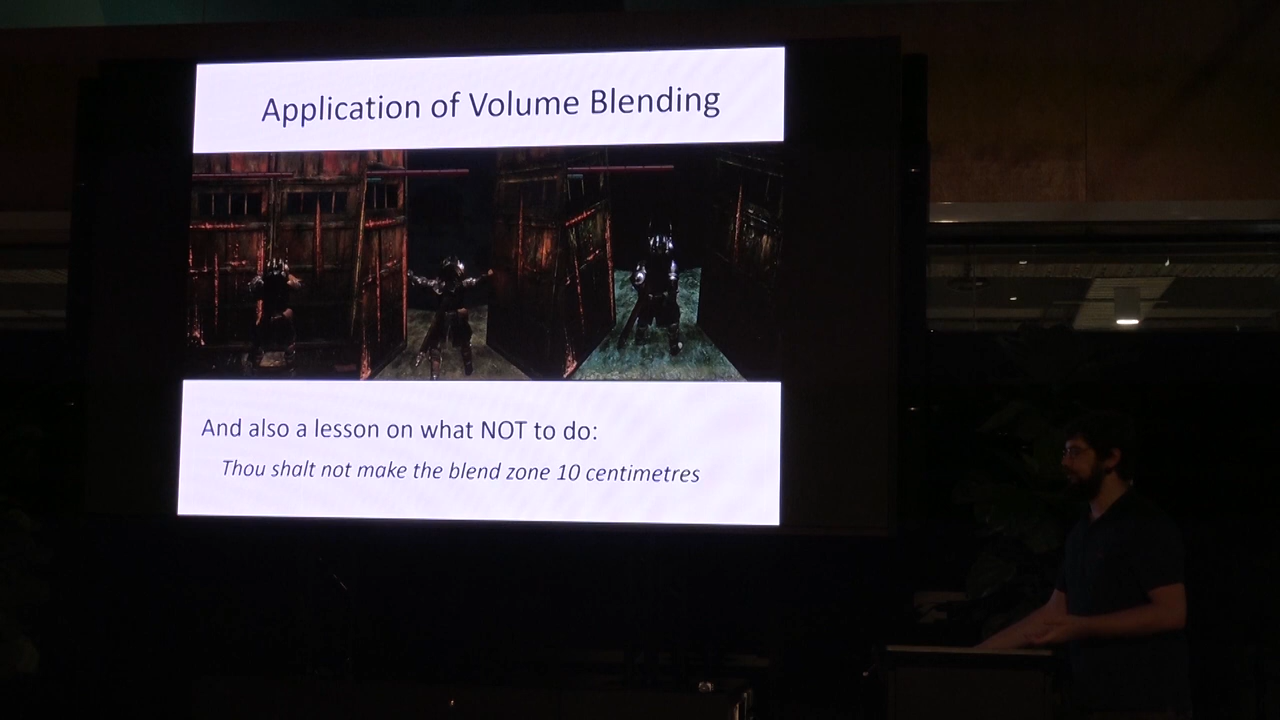 Application of Volume Blending
And also a lesson on what NOT to do:
Thou shalt not make the blend zone 10 centimetres